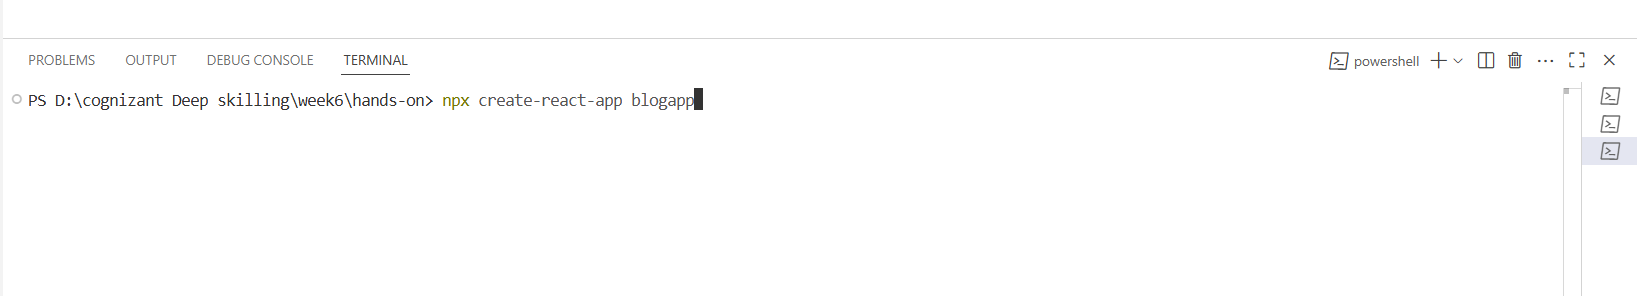 PROBLEMS OUTPUT DEBUG CONSOLE TERMINAL powershell
PS D:\cognizant Deep skilling\week6\hands-on> npx create-react-app blogapp